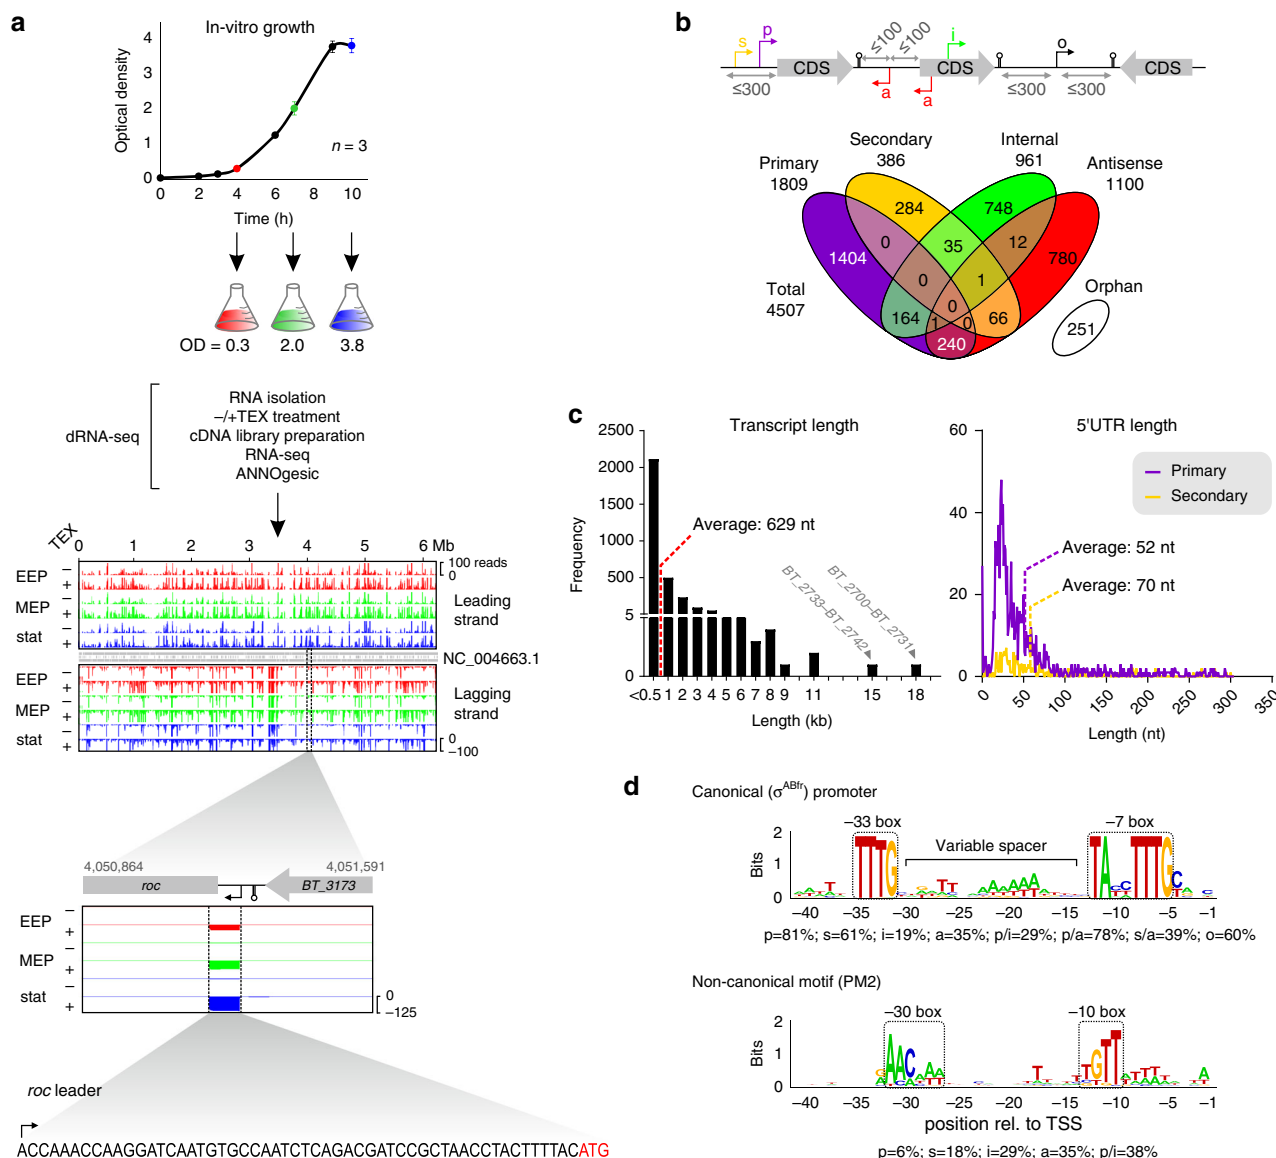 a
In-vitro growth
Optical density
4
3
2
1
0
n = 3
0 2 4 6 8 10
Time (h)
OD = 0.3 2.0 3.8
dRNA-seq
RNA isolation
–/+TEX treatment
cDNA library preparation
RNA-seq
ANNOgesic
TEX
0 1 2 3 4 5 6 Mb
EEP – +
MEP – +
stat – +
100 reads
0
Leading
strand
NC_004663.1
EEP – +
MEP – +
stat – +
Lagging
strand
0
–100
4,050,864 4,051,591
roc BT_3173
EEP – +
MEP – +
stat – +
0
–125
roc leader
ACCAAACCAAGGATCAATGTGCCAATCTCAGACGATCCGCTAACCTACTTTTACATG
b
s p ≤100 ≤100 i o
CDS CDS CDS
≤300 a a ≤300 ≤300
Secondary
386
Internal
961
Primary
1809
Antisense
1100
284 748
0 35 12
1404 780
0 1
Total
4507
Orphan
251
0
164 1 0 66
240
c
Transcript length
Frequency
2500
2000
1500
1000
500
5
0
Average: 629 nt
BT_2733–BT_2742
BT_2700–BT_2731
<0.5 1 2 3 4 5 6 7 8 9 11 15 18
Length (kb)
5'UTR length
60
40
20
0
Primary
Secondary
Average: 52 nt
Average: 70 nt
0 50 100 150 200 250 300 350
Length (nt)
d
Canonical (σABfr) promoter
–33 box –7 box
Variable spacer
Bits
2
1
0
–40 –35 –30 –25 –20 –15 –10 –5 –1
p=81%; s=61%; i=19%; a=35%; p/i=29%; p/a=78%; s/a=39%; o=60%
Non-canonical motif (PM2)
–30 box –10 box
Bits
2
1
0
–40 –35 –30 –25 –20 –15 –10 –5 –1
position rel. to TSS
p=6%; s=18%; i=29%; a=35%; p/i=38%